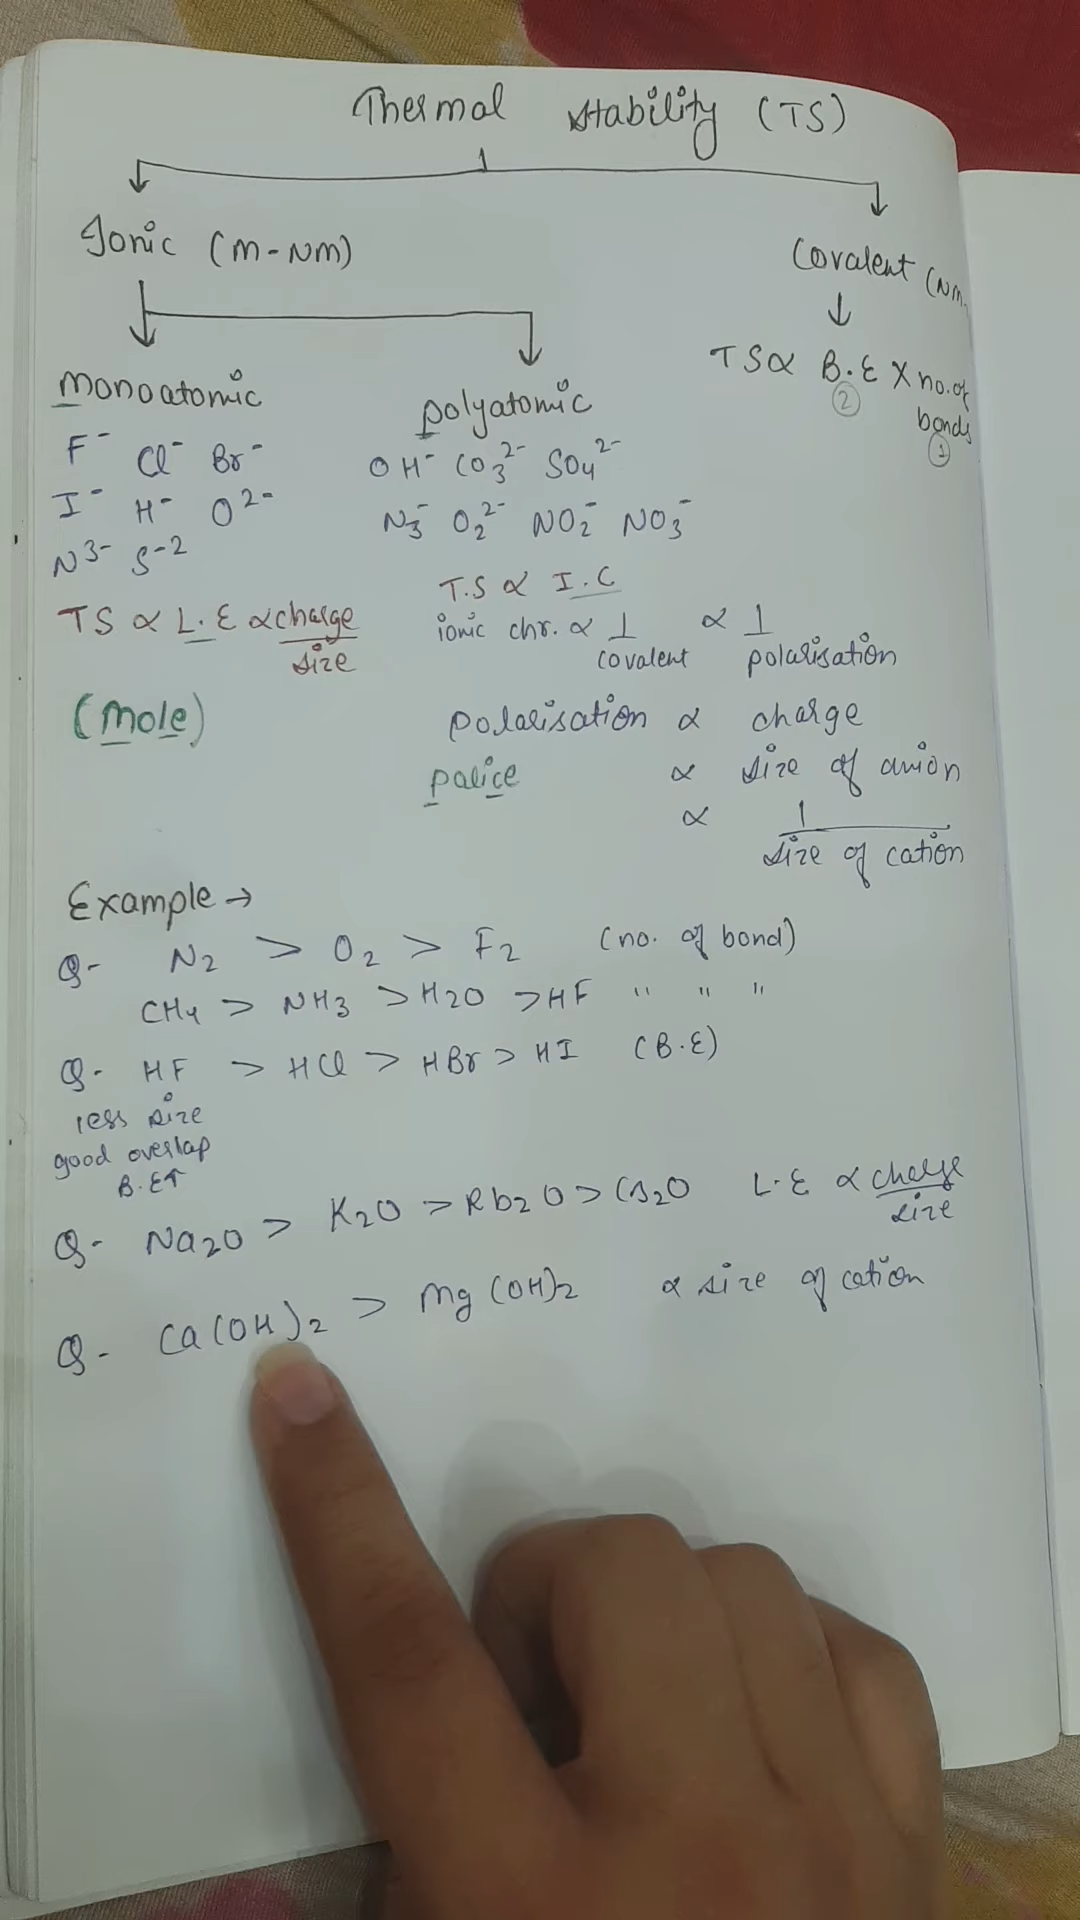 Thermal stability (TS)
Ionic (M-NM)
Covalent (NM.
monoatomic
F⁻ Cl⁻ Br⁻
I⁻ H⁻ O²⁻
N³⁻ S⁻²
TS ∝ L.E ∝ charge/size
(Mole)
polyatomic
OH⁻ CO₃²⁻ SO₄²⁻
N₃⁻ O₂²⁻ NO₂⁻ NO₃⁻
T.S ∝ I.C
ionic chr. ∝ 1/covalent ∝ 1/polarisation
polarisation ∝ charge
∝ size of anion
∝ 1/size of cation
palice
TS ∝ B.E × no. of bonds
② ①
Example →
Q- N2 > O2 > F2 (no. of bond)
CH4 > NH3 > H2O > HF " " "
Q- HF > HCl > HBr > HI (B.E)
less size
good overlap
B.E↑
Q- Na2O > K2O > Rb2O > Cs2O L.E ∝ charge/size
Q- Ca(OH)2 > Mg(OH)2 ∝ size of cation